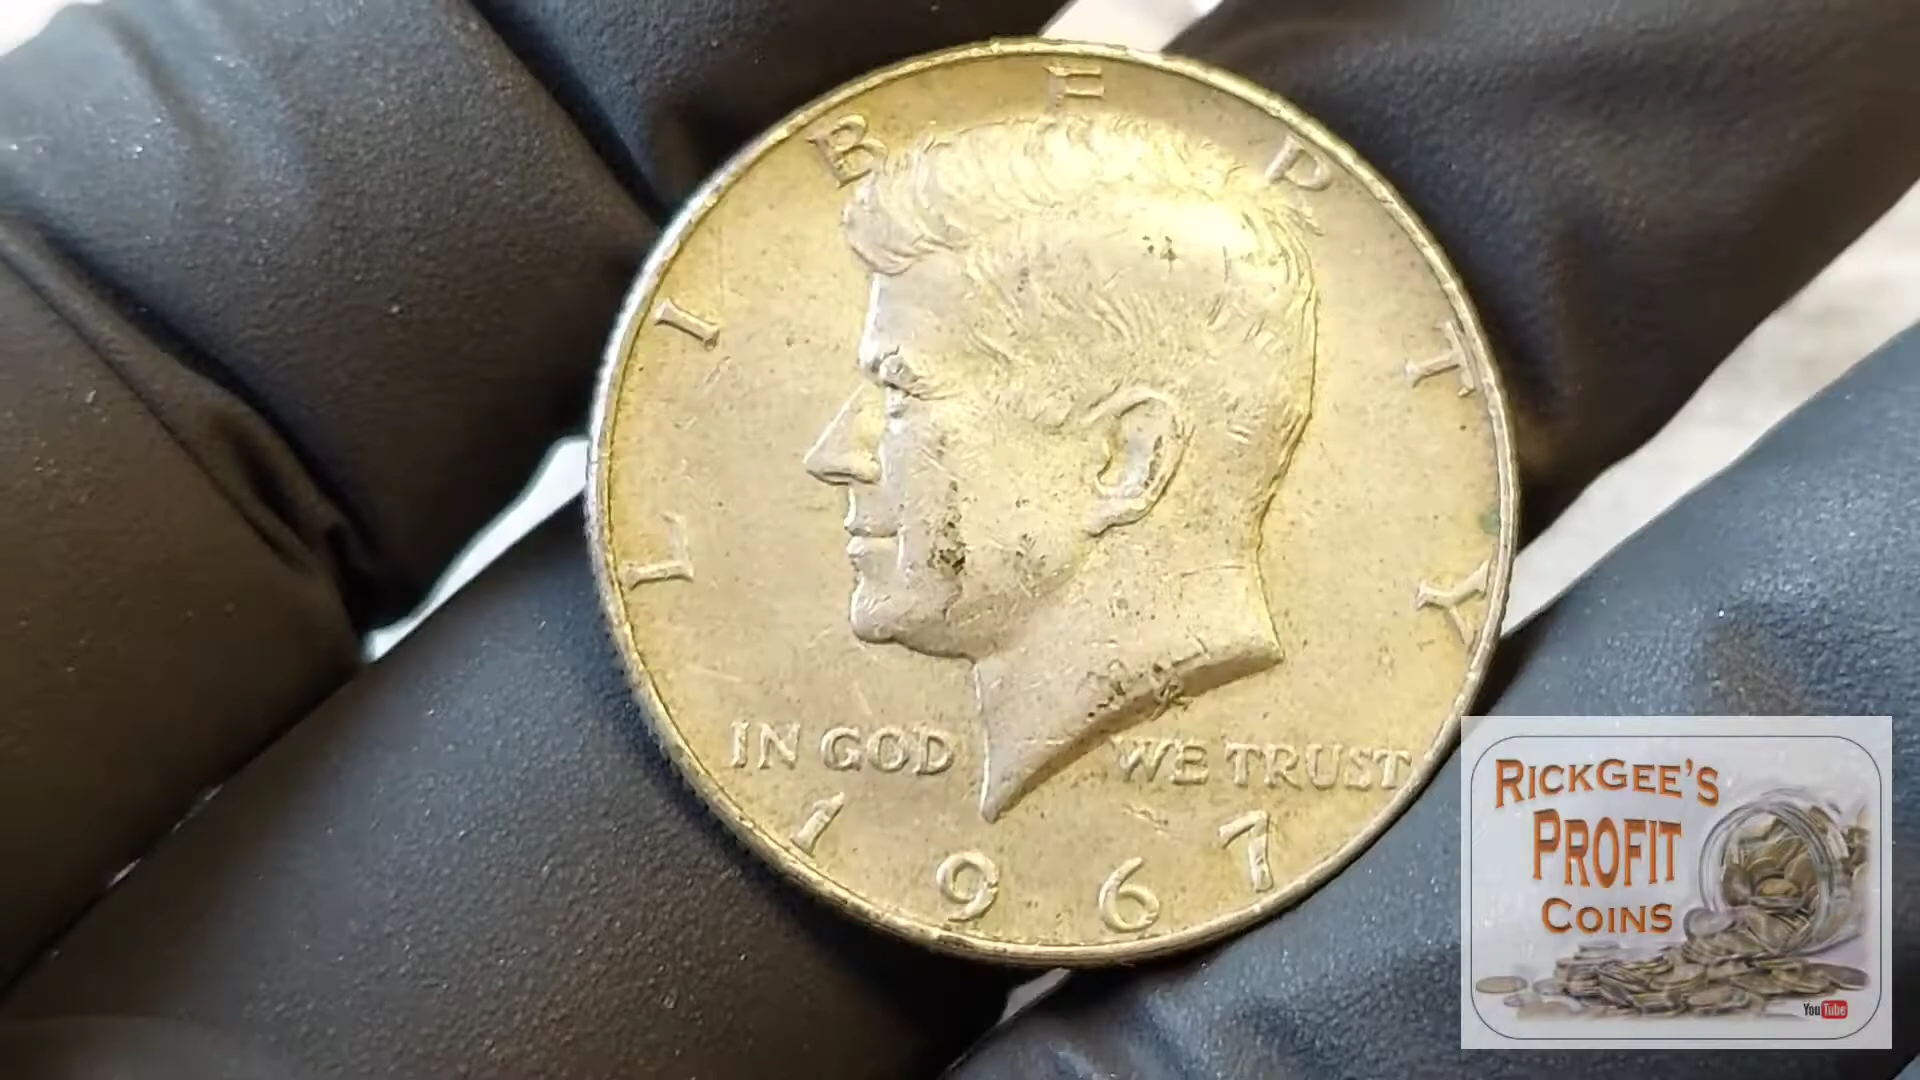 LIBERTY
IN GOD WE TRUST
1967
RICKGEE'S
PROFIT
COINS
YouTube